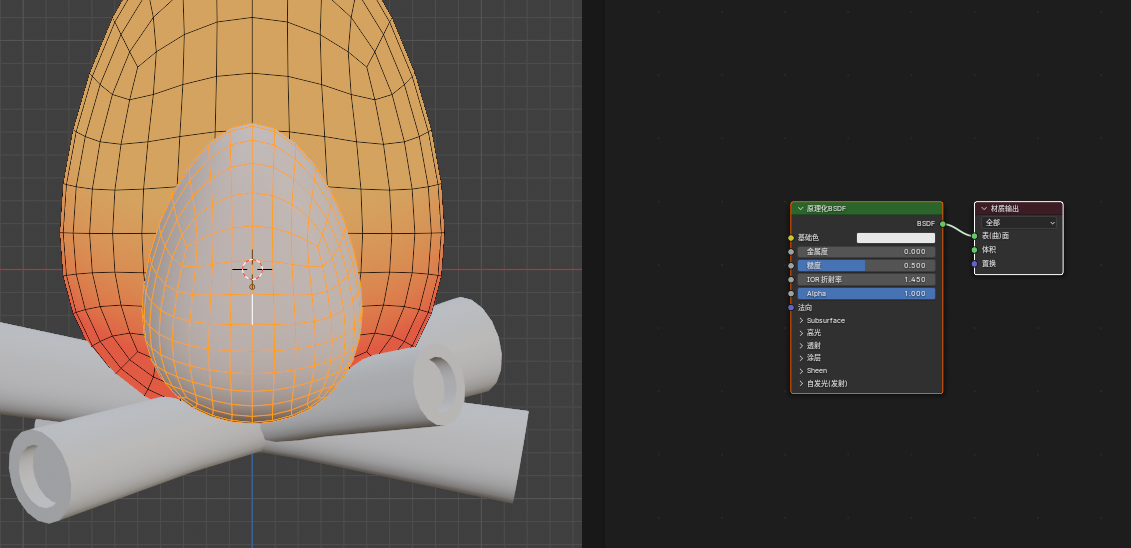 原理化BSDF
BSDF
基础色
金属度 0.000
糙度 0.500
IOR 折射率 1.450
Alpha 1.000
法向
Subsurface
高光
透射
涂层
Sheen
自发光(发射)
材质输出
全部
表(曲)面
体积
置换